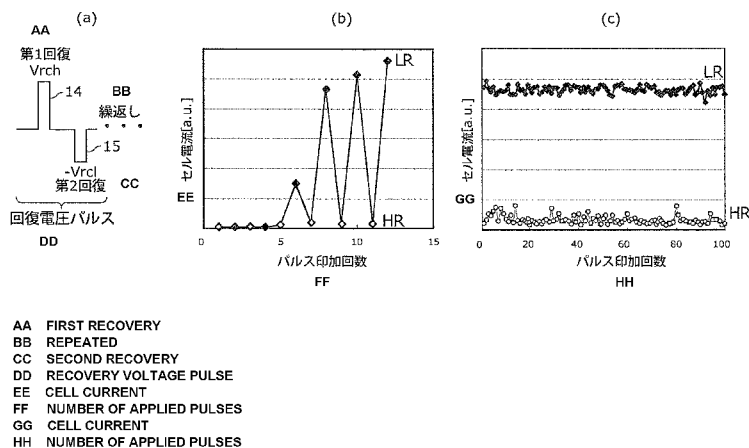 (a)
AA
第1回復
Vrch
14
BB
繰返し
15
-Vrcl
第2回復
CC
回復電圧パルス
DD
(b)
LR
セル電流[a.u.]
EE
HR
0
5
10
15
パルス印加回数
FF
(c)
LR
セル電流[a.u.]
GG
HR
0
20
40
60
80
100
パルス印加回数
HH
AA FIRST RECOVERY
BB REPEATED
CC SECOND RECOVERY
DD RECOVERY VOLTAGE PULSE
EE CELL CURRENT
FF NUMBER OF APPLIED PULSES
GG CELL CURRENT
HH NUMBER OF APPLIED PULSES